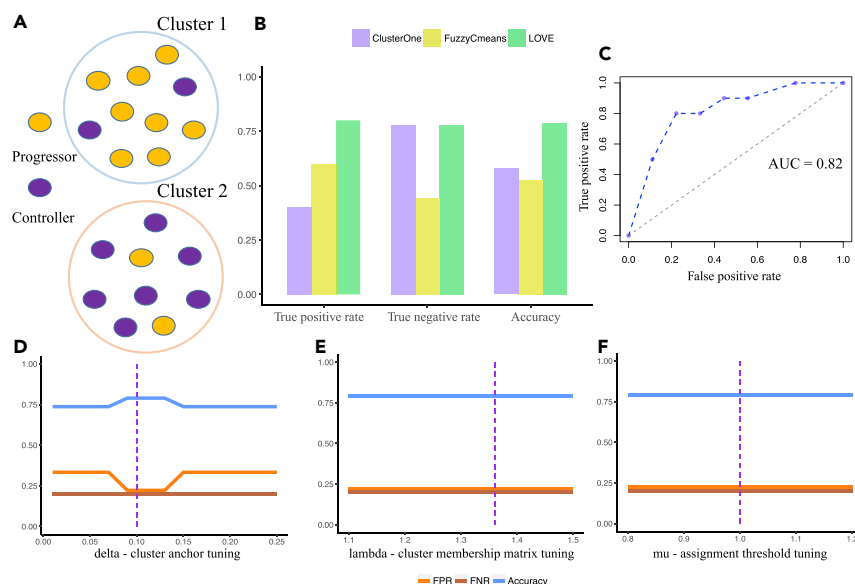 A
Cluster 1
Progressor
Cluster 2
Controller
B
ClusterOne FuzzyCmeans LOVE
1.00
0.75
0.50
0.25
0.00
True positive rate True negative rate Accuracy
C
True positive rate
1.0
0.8
0.6
0.4
0.2
0.0
AUC = 0.82
0.0 0.2 0.4 0.6 0.8 1.0
False positive rate
D
1.00
0.75
0.50
0.25
0.00
0.00 0.05 0.10 0.15 0.20 0.25
delta - cluster anchor tuning
E
1.00
0.75
0.50
0.25
0.00
1.1 1.2 1.3 1.4 1.5
lambda - cluster membership matrix tuning
F
1.00
0.75
0.50
0.25
0.00
0.8 0.9 1.0 1.1 1.2
mu - assignment threshold tuning
FPR FNR Accuracy